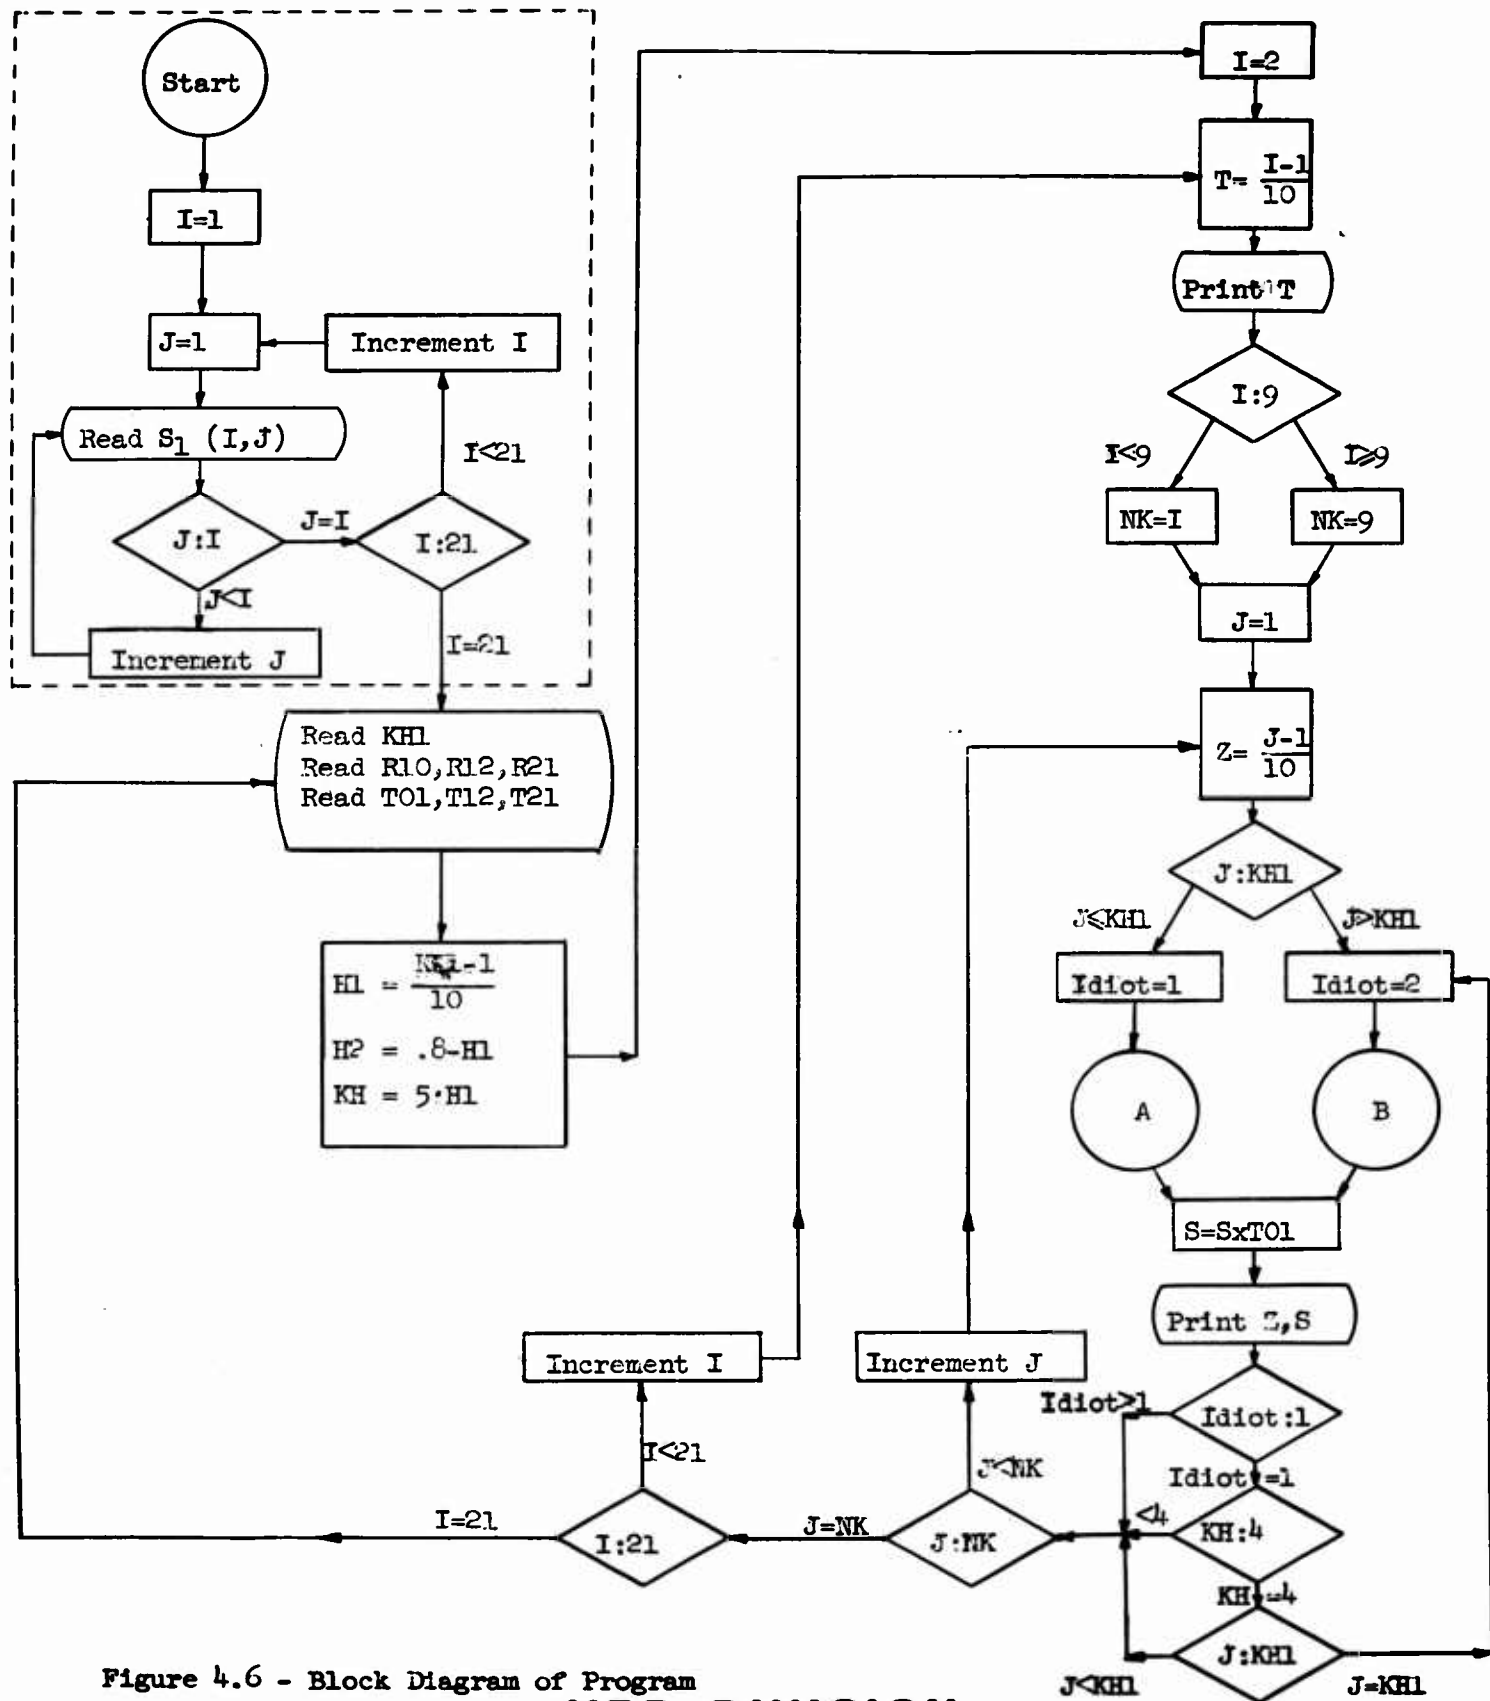 Start
I=1
J=1
Increment I
Read S1 (I,J)
I<21
J:I
J=I
I:21
J<I
Increment J
I=21
Read KH1
Read R10,R12,R21
Read T01,T12,T21
H1 = -1
10
H2 = .8-H1
KH = 5·H1
I=2
T= I-1
10
Print T
I:9
I<9
I⩾9
NK=I
NK=9
J=1
Z= J-1
10
J:KH1
J⩽KH1
J>KH1
Idiot=1
Idiot=2
A
B
S=SxT01
Print Z,S
Idiot>1
Idiot:1
Idiot=1
<4
KH:4
KH=4
J:KH1
J<KH1
J=KH1
Increment I
Increment J
I<21
J<NK
I=21
I:21
J=NK
J:NK
Figure 4.6 - Block Diagram of Program